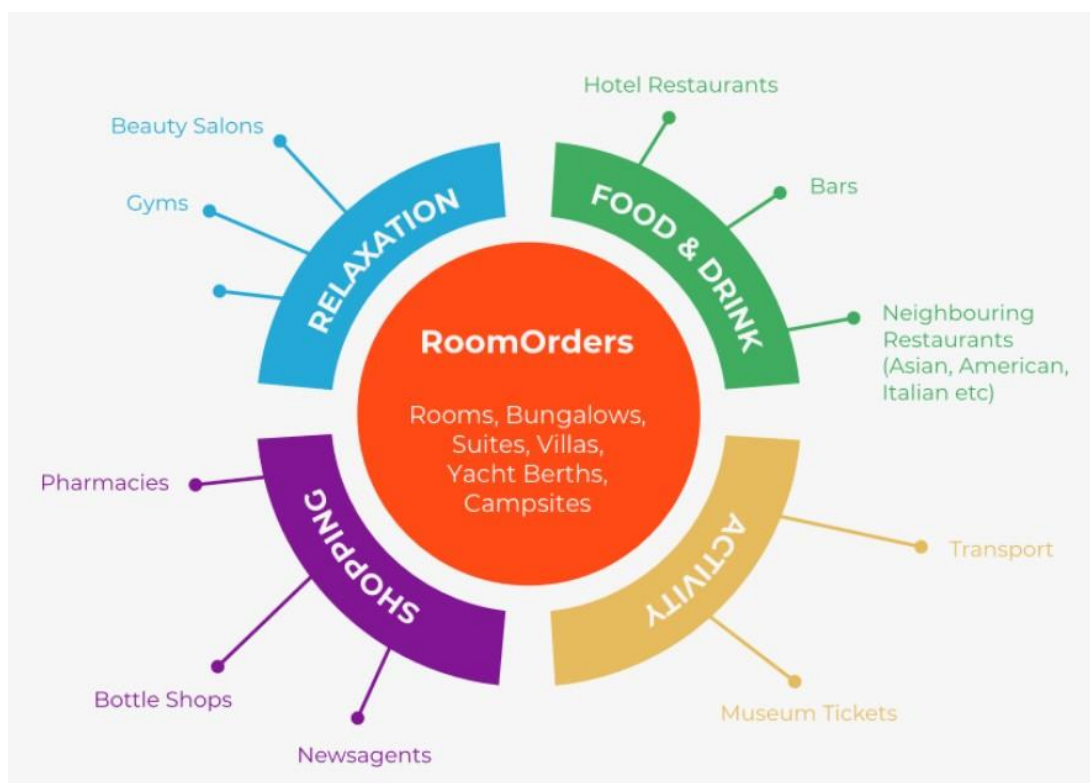 Hotel Restaurants
Beauty Salons
Bars
Gyms
RELAXATION
FOOD & DRINK
Neighbouring
Restaurants
(Asian, American,
Italian etc)
RoomOrders
Rooms, Bungalows,
Suites, Villas,
Yacht Berths,
Campsites
Pharmacies
SHOPPING
ACTIVITY
Transport
Bottle Shops
Museum Tickets
Newsagents